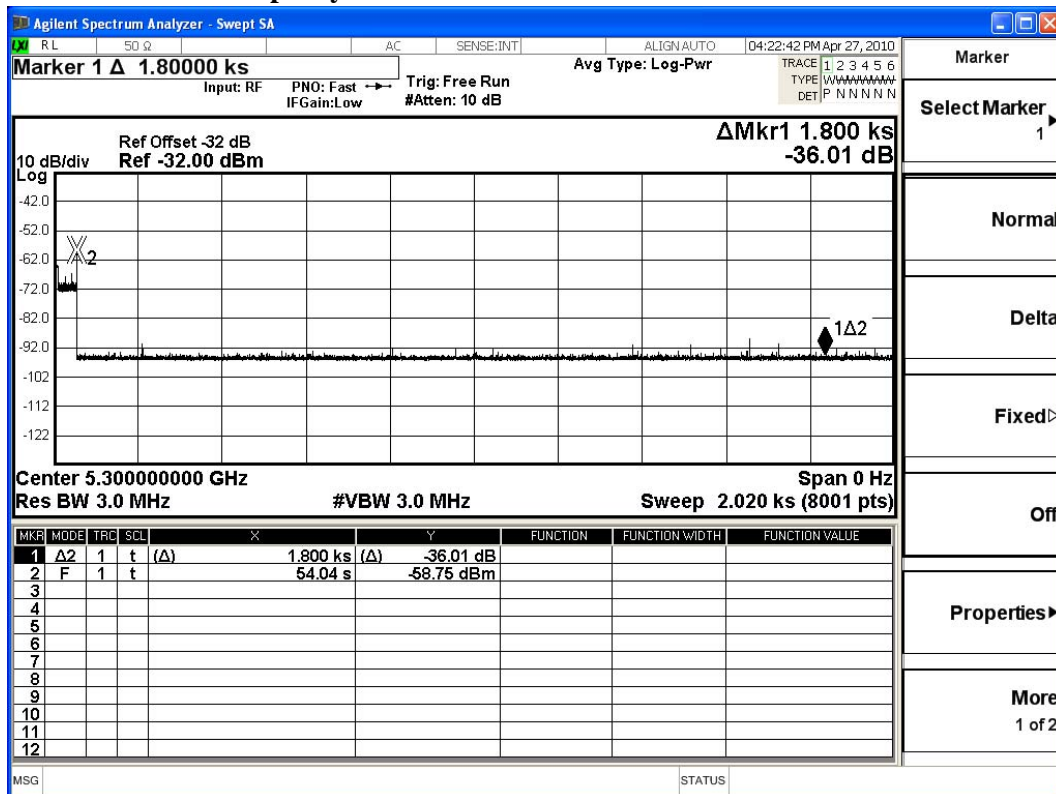 Agilent Spectrum Analyzer - Swept SA
LXI RL 50 Ω AC SENSE:INT ALIGN AUTO 04:22:42 PM Apr 27, 2010
Marker 1 Δ 1.80000 ks
Input: RF PNO: Fast IFGain:Low
Trig: Free Run
#Atten: 10 dB
Avg Type: Log-Pwr
TRACE 1 2 3 4 5 6
TYPE WWWWWWW
DET P N N N N N
Ref Offset -32 dB
10 dB/div Ref -32.00 dBm
Log
ΔMkr1 1.800 ks
-36.01 dB
-42.0
-52.0
-62.0
-72.0
-82.0
-92.0
-102
-112
-122
2
1Δ2
Center 5.300000000 GHz Span 0 Hz
Res BW 3.0 MHz #VBW 3.0 MHz Sweep 2.020 ks (8001 pts)
MKR MODE TRC SCL X Y FUNCTION FUNCTION WIDTH FUNCTION VALUE
1 Δ2 1 t (Δ) 1.800 ks (Δ) -36.01 dB
2 F 1 t 54.04 s -58.75 dBm
3
4
5
6
7
8
9
10
11
12
MSG STATUS
Marker
Select Marker
1
Normal
Delta
Fixed
Off
Properties
More
1 of 2